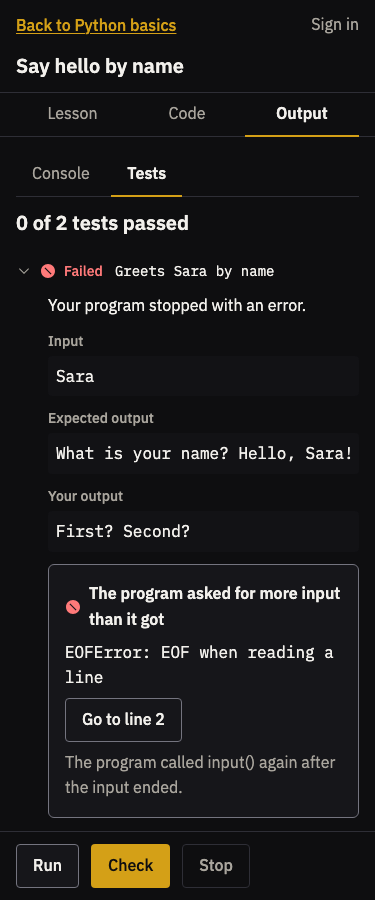 Back to Python basics
Sign in
Say hello by name
Lesson
Code
Output
Console
Tests
0 of 2 tests passed
Failed Greets Sara by name
Your program stopped with an error.
Input
Sara
Expected output
What is your name? Hello, Sara!
Your output
First? Second?
The program asked for more input
than it got
EOFError: EOF when reading a
line
Go to line 2
The program called input() again after
the input ended.
Run
Check
Stop